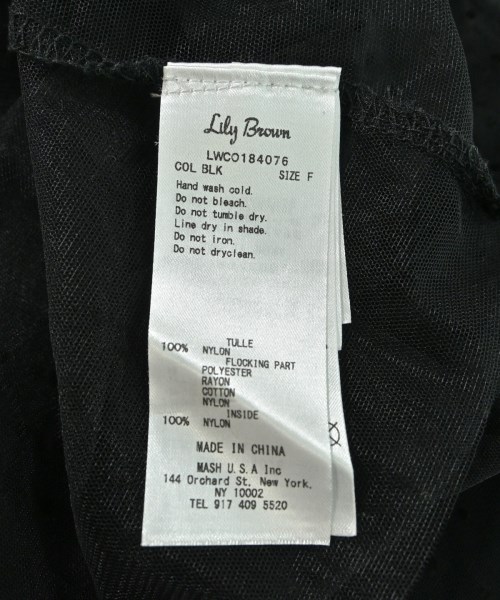 Lily Brown
LWCO184076
COL BLK SIZE F
Hand wash cold.
Do not bleach.
Do not tumble dry.
Line dry in shade.
Do not iron.
Do not dryclean.
TULLE
100% NYLON
FLOCKING PART
POLYESTER
RAYON
COTTON
NYLON
INSIDE
100% NYLON
MADE IN CHINA
MASH U.S.A Inc
144 Orchard St, New York.
NY 10002
TEL 917 409 5520